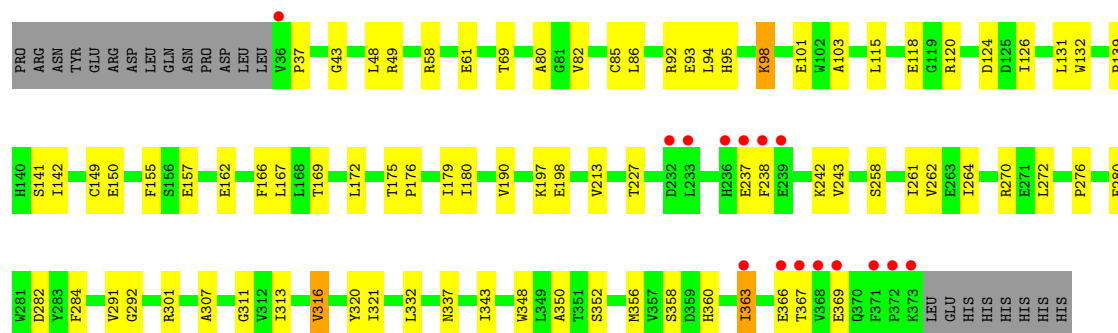 PRO ARG ASN TYR GLU ARG ASP LEU GLN ASN PRO ASP LEU LEU V36 P37 G43 L48 R49 R58 E61 T69 A80 G81 V82 C85 L86 R92 E93 L94 H95 K98 E101 W102 A103 L115 E118 G119 R120 D124 D125 I126 L131 W132
H140 S141 I142 C149 E150 F155 S156 E157 E162 F166 L167 L168 T169 L172 T175 P176 I179 I180 V190 K197 E198 V213 T227 D232 L233 H236 E237 F238 E239 K242 V243 S258 I261 V262 E263 I264 R270 E271 L272 P276
W281 D282 Y283 F284 V291 G292 R301 A307 G311 V312 I313 V316 Y320 I321 L332 N337 I343 W348 L349 A350 T351 S352 M356 V357 S358 D359 H360 I363 E366 T367 V368 E369 Q370 F371 P372 K373 LEU GLU HIS HIS HIS HIS HIS HIS